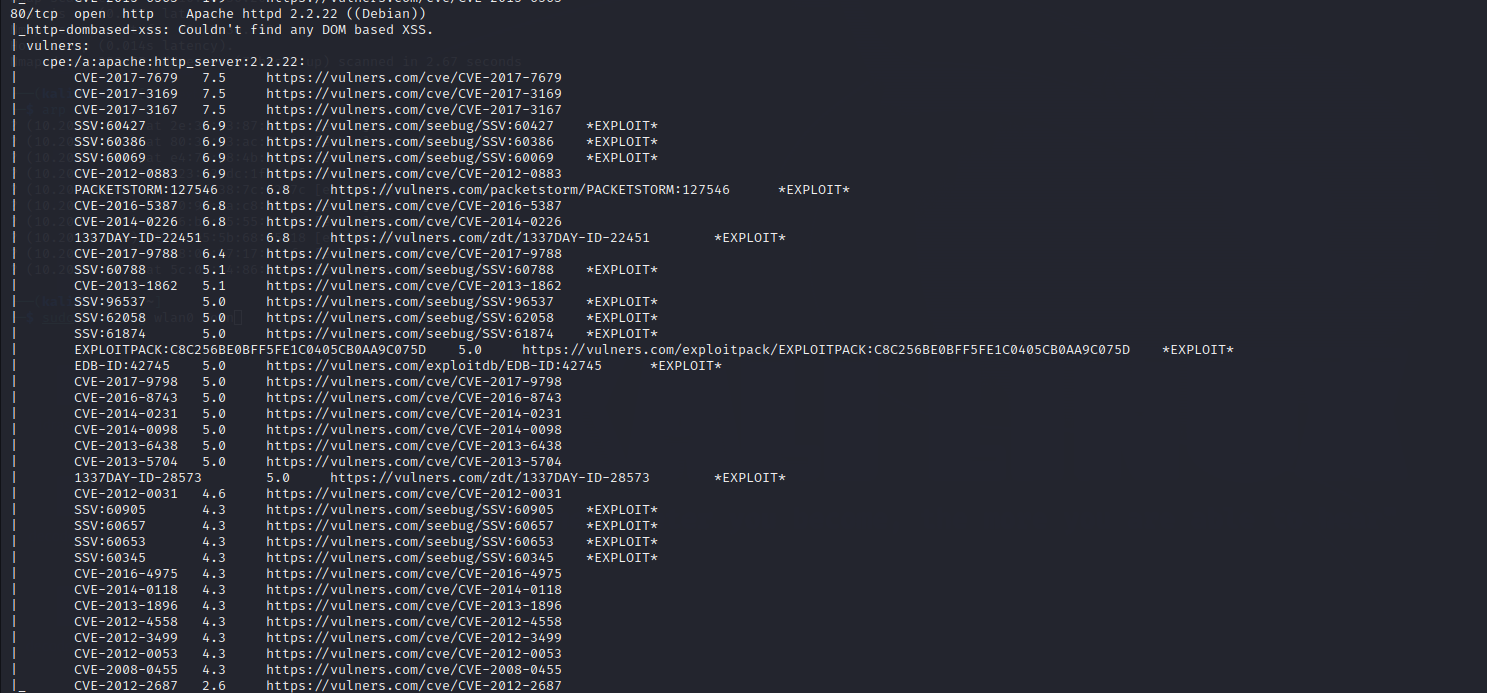 80/tcp open http Apache httpd 2.2.22 ((Debian))
|_http-dombased-xss: Couldn't find any DOM based XSS.
| vulners:
| cpe:/a:apache:http_server:2.2.22:
| CVE-2017-7679 7.5 https://vulners.com/cve/CVE-2017-7679
| CVE-2017-3169 7.5 https://vulners.com/cve/CVE-2017-3169
| CVE-2017-3167 7.5 https://vulners.com/cve/CVE-2017-3167
| SSV:60427 6.9 https://vulners.com/seebug/SSV:60427 *EXPLOIT*
| SSV:60386 6.9 https://vulners.com/seebug/SSV:60386 *EXPLOIT*
| SSV:60069 6.9 https://vulners.com/seebug/SSV:60069 *EXPLOIT*
| CVE-2012-0883 6.9 https://vulners.com/cve/CVE-2012-0883
| PACKETSTORM:127546 6.8 https://vulners.com/packetstorm/PACKETSTORM:127546 *EXPLOIT*
| CVE-2016-5387 6.8 https://vulners.com/cve/CVE-2016-5387
| CVE-2014-0226 6.8 https://vulners.com/cve/CVE-2014-0226
| 1337DAY-ID-22451 6.8 https://vulners.com/zdt/1337DAY-ID-22451 *EXPLOIT*
| CVE-2017-9788 6.4 https://vulners.com/cve/CVE-2017-9788
| SSV:60788 5.1 https://vulners.com/seebug/SSV:60788 *EXPLOIT*
| CVE-2013-1862 5.1 https://vulners.com/cve/CVE-2013-1862
| SSV:96537 5.0 https://vulners.com/seebug/SSV:96537 *EXPLOIT*
| SSV:62058 5.0 https://vulners.com/seebug/SSV:62058 *EXPLOIT*
| SSV:61874 5.0 https://vulners.com/seebug/SSV:61874 *EXPLOIT*
| EXPLOITPACK:C8C256BE0BFF5FE1C0405CB0AA9C075D 5.0 https://vulners.com/exploitpack/EXPLOITPACK:C8C256BE0BFF5FE1C0405CB0AA9C075D *EXPLOIT*
| EDB-ID:42745 5.0 https://vulners.com/exploitdb/EDB-ID:42745 *EXPLOIT*
| CVE-2017-9798 5.0 https://vulners.com/cve/CVE-2017-9798
| CVE-2016-8743 5.0 https://vulners.com/cve/CVE-2016-8743
| CVE-2014-0231 5.0 https://vulners.com/cve/CVE-2014-0231
| CVE-2014-0098 5.0 https://vulners.com/cve/CVE-2014-0098
| CVE-2013-6438 5.0 https://vulners.com/cve/CVE-2013-6438
| CVE-2013-5704 5.0 https://vulners.com/cve/CVE-2013-5704
| 1337DAY-ID-28573 5.0 https://vulners.com/zdt/1337DAY-ID-28573 *EXPLOIT*
| CVE-2012-0031 4.6 https://vulners.com/cve/CVE-2012-0031
| SSV:60905 4.3 https://vulners.com/seebug/SSV:60905 *EXPLOIT*
| SSV:60657 4.3 https://vulners.com/seebug/SSV:60657 *EXPLOIT*
| SSV:60653 4.3 https://vulners.com/seebug/SSV:60653 *EXPLOIT*
| SSV:60345 4.3 https://vulners.com/seebug/SSV:60345 *EXPLOIT*
| CVE-2016-4975 4.3 https://vulners.com/cve/CVE-2016-4975
| CVE-2014-0118 4.3 https://vulners.com/cve/CVE-2014-0118
| CVE-2013-1896 4.3 https://vulners.com/cve/CVE-2013-1896
| CVE-2012-4558 4.3 https://vulners.com/cve/CVE-2012-4558
| CVE-2012-3499 4.3 https://vulners.com/cve/CVE-2012-3499
| CVE-2012-0053 4.3 https://vulners.com/cve/CVE-2012-0053
| CVE-2008-0455 4.3 https://vulners.com/cve/CVE-2008-0455
|_ CVE-2012-2687 2.6 https://vulners.com/cve/CVE-2012-2687